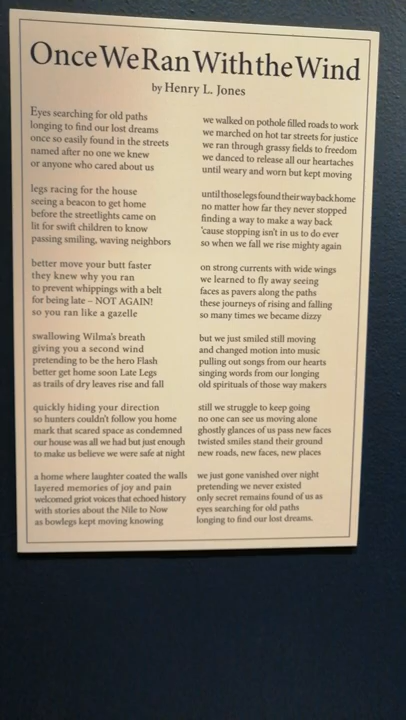 Once We Ran With the Wind
by Henry L. Jones
Eyes searching for old paths
longing to find our lost dreams
once so easily found in the streets
named after no one we knew
or anyone who cared about us
legs racing for the house
seeing a beacon to get home
before the streetlights came on
lit for swift children to know
passing smiling, waving neighbors
better move your butt faster
they knew why you ran
to prevent whippings with a belt
for being late – NOT AGAIN!
so you ran like a gazelle
swallowing Wilma's breath
giving you a second wind
pretending to be the hero Flash
better get home soon Late Legs
as trails of dry leaves rise and fall
quickly hiding your direction
so hunters couldn't follow you home
mark that scared space as condemned
our house was all we had but just enough
to make us believe we were safe at night
a home where laughter coated the walls
layered memories of joy and pain
welcomed griot voices that echoed history
with stories about the Nile to Now
as bowlegs kept moving knowing
we walked on pothole filled roads to work
we marched on hot tar streets for justice
we ran through grassy fields to freedom
we danced to release all our heartaches
until weary and worn but kept moving
until those legs found their way back home
no matter how far they never stopped
finding a way to make a way back
'cause stopping isn't in us to do ever
so when we fall we rise mighty again
on strong currents with wide wings
we learned to fly away seeing
faces as pavers along the paths
these journeys of rising and falling
so many times we became dizzy
but we just smiled still moving
and changed motion into music
pulling out songs from our hearts
singing words from our longing
old spirituals of those way makers
still we struggle to keep going
no one can see us moving alone
ghostly glances of us pass new faces
twisted smiles stand their ground
new roads, new faces, new places
we just gone vanished over night
pretending we never existed
only secret remains found of us as
eyes searching for old paths
longing to find our lost dreams.